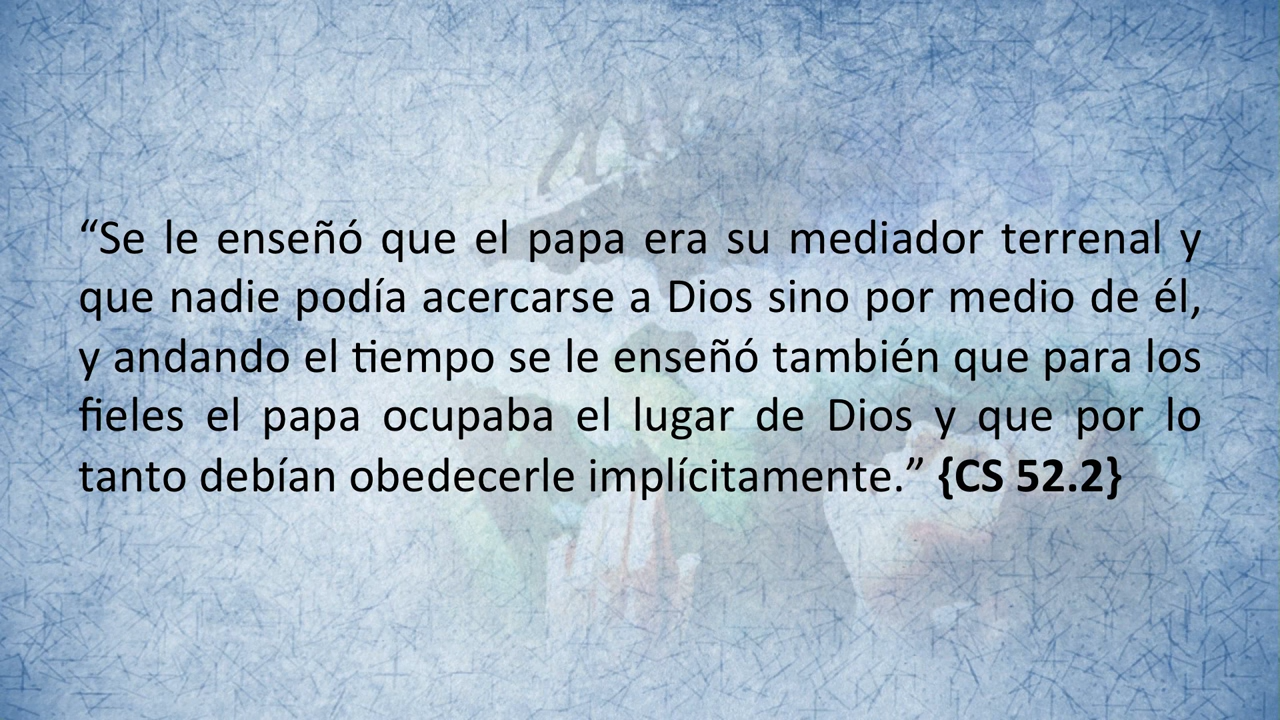 “Se le enseñó que el papa era su mediador terrenal y
que nadie podía acercarse a Dios sino por medio de él,
y andando el tiempo se le enseñó también que para los
fieles el papa ocupaba el lugar de Dios y que por lo
tanto debían obedecerle implícitamente.” {CS 52.2}